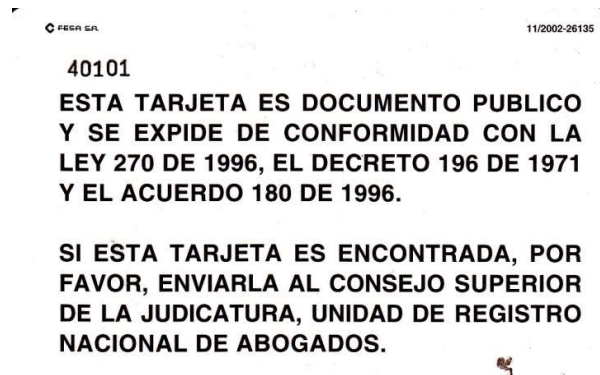 FESA S.A.
11/2002-26135
40101
ESTA TARJETA ES DOCUMENTO PUBLICO
Y SE EXPIDE DE CONFORMIDAD CON LA
LEY 270 DE 1996, EL DECRETO 196 DE 1971
Y EL ACUERDO 180 DE 1996.
SI ESTA TARJETA ES ENCONTRADA, POR
FAVOR, ENVIARLA AL CONSEJO SUPERIOR
DE LA JUDICATURA, UNIDAD DE REGISTRO
NACIONAL DE ABOGADOS.